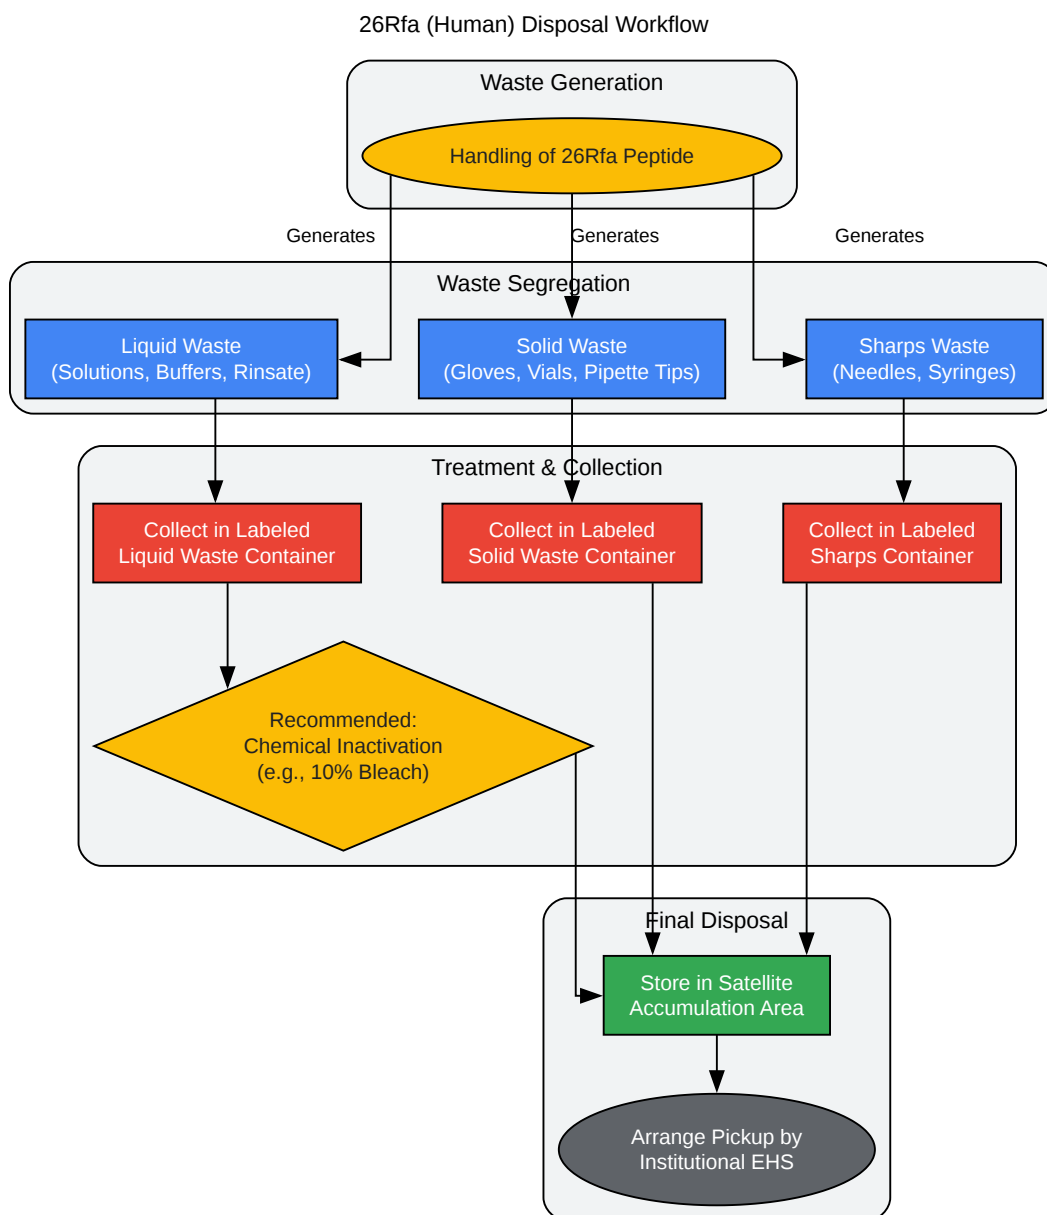 26Rfa (Human) Disposal Workflow
Waste Generation
Handling of 26Rfa Peptide
Generates
Generates
Generates
Waste Segregation
Liquid Waste
(Solutions, Buffers, Rinsate)
Solid Waste
(Gloves, Vials, Pipette Tips)
Sharps Waste
(Needles, Syringes)
Treatment & Collection
Collect in Labeled
Liquid Waste Container
Collect in Labeled
Solid Waste Container
Collect in Labeled
Sharps Container
Recommended:
Chemical Inactivation
(e.g., 10% Bleach)
Final Disposal
Store in Satellite
Accumulation Area
Arrange Pickup by
Institutional EHS